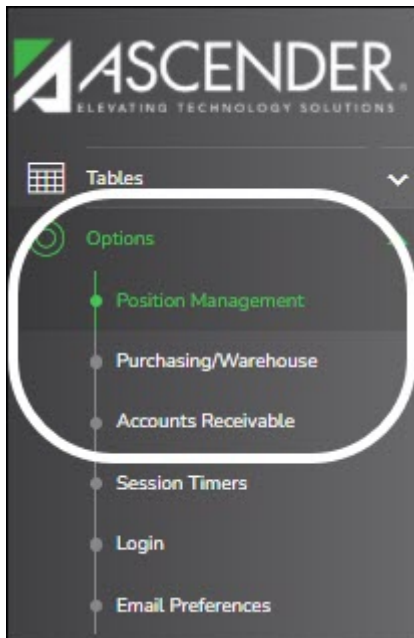 ASCENDER
ELEVATING TECHNOLOGY SOLUTIONS
Tables
Options
Position Management
Purchasing/Warehouse
Accounts Receivable
Session Timers
Login
Email Preferences